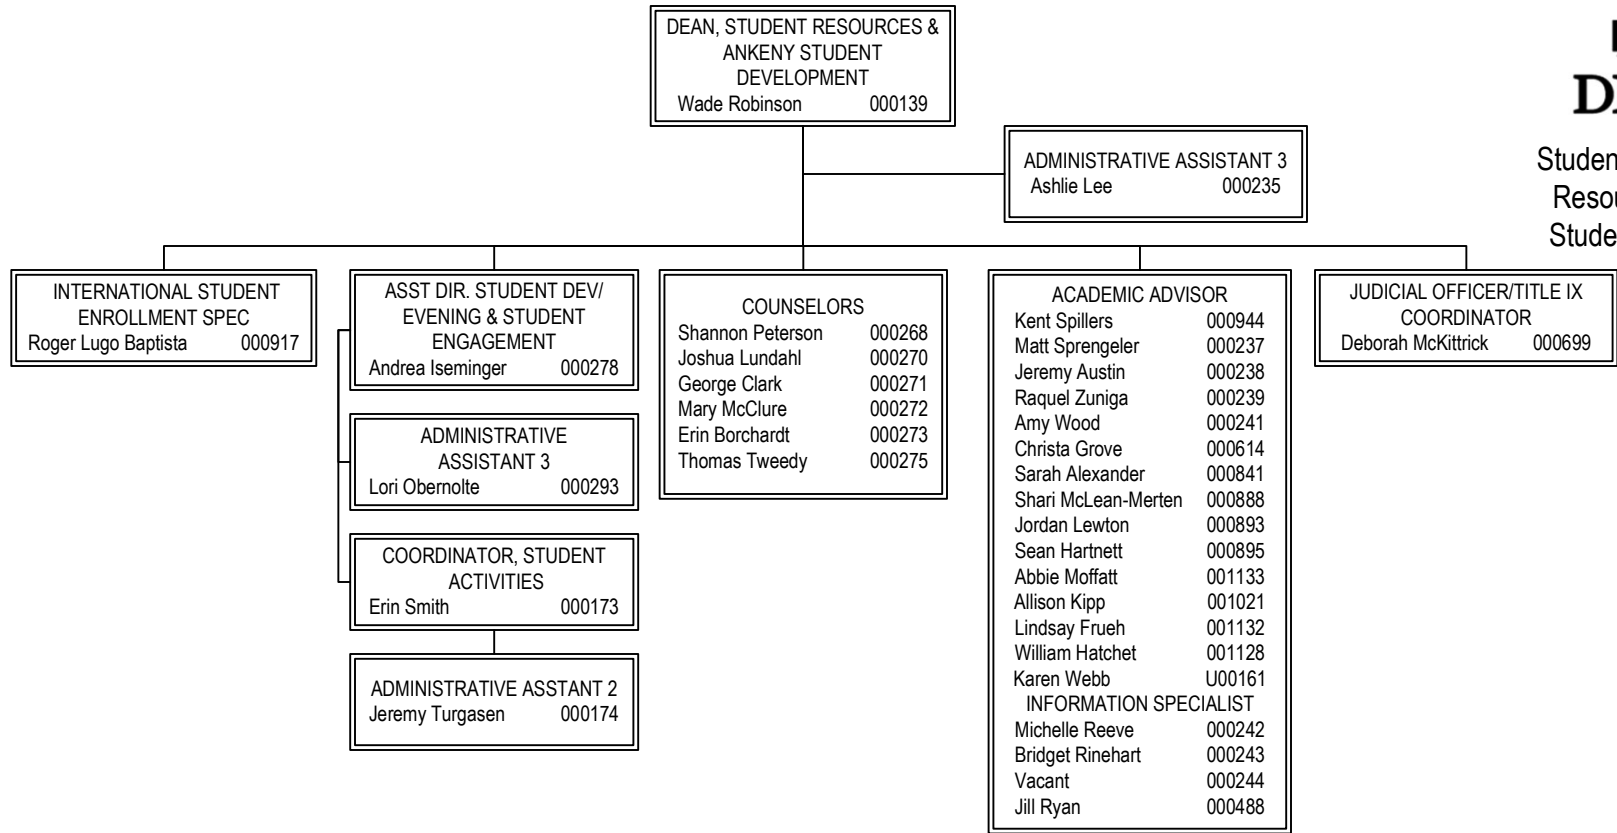 DEAN, STUDENT RESOURCES &
ANKENY STUDENT
DEVELOPMENT
Wade Robinson 000139
ADMINISTRATIVE ASSISTANT 3
Ashlie Lee 000235
INTERNATIONAL STUDENT
ENROLLMENT SPEC
Roger Lugo Baptista 000917
ASST DIR. STUDENT DEV/
EVENING & STUDENT
ENGAGEMENT
Andrea Iseminger 000278
ADMINISTRATIVE
ASSISTANT 3
Lori Obernolte 000293
COORDINATOR, STUDENT
ACTIVITIES
Erin Smith 000173
ADMINISTRATIVE ASSTANT 2
Jeremy Turgasen 000174
COUNSELORS
Shannon Peterson 000268
Joshua Lundahl 000270
George Clark 000271
Mary McClure 000272
Erin Borchardt 000273
Thomas Tweedy 000275
ACADEMIC ADVISOR
Kent Spillers 000944
Matt Sprengeler 000237
Jeremy Austin 000238
Raquel Zuniga 000239
Amy Wood 000241
Christa Grove 000614
Sarah Alexander 000841
Shari McLean-Merten 000888
Jordan Lewton 000893
Sean Hartnett 000895
Abbie Moffatt 001133
Allison Kipp 001021
Lindsay Frueh 001132
William Hatchet 001128
Karen Webb U00161
INFORMATION SPECIALIST
Michelle Reeve 000242
Bridget Rinehart 000243
Vacant 000244
Jill Ryan 000488
JUDICIAL OFFICER/TITLE IX
COORDINATOR
Deborah McKittrick 000699